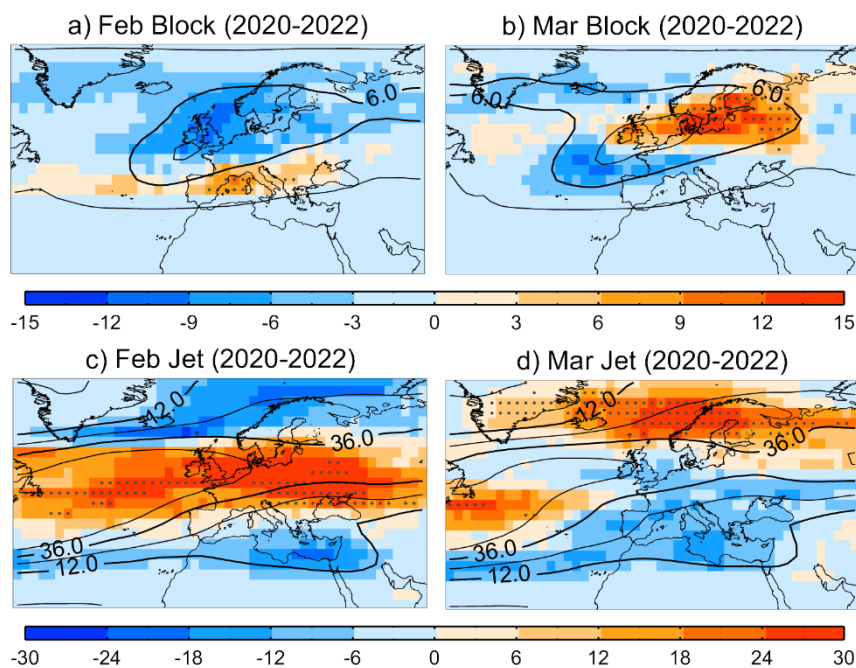 a) Feb Block (2020-2022)
b) Mar Block (2020-2022)
6.0
6.0
6.0
-15 -12 -9 -6 -3 0 3 6 9 12 15
c) Feb Jet (2020-2022)
d) Mar Jet (2020-2022)
12.0
36.0
36.0
12.0
12.0
36.0
36.0
12.0
-30 -24 -18 -12 -6 0 6 12 18 24 30